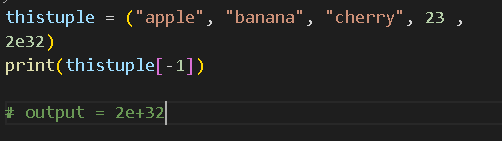 thistuple = ("apple", "banana", "cherry", 23 ,
2e32)
print(thistuple[-1])
# output = 2e+32